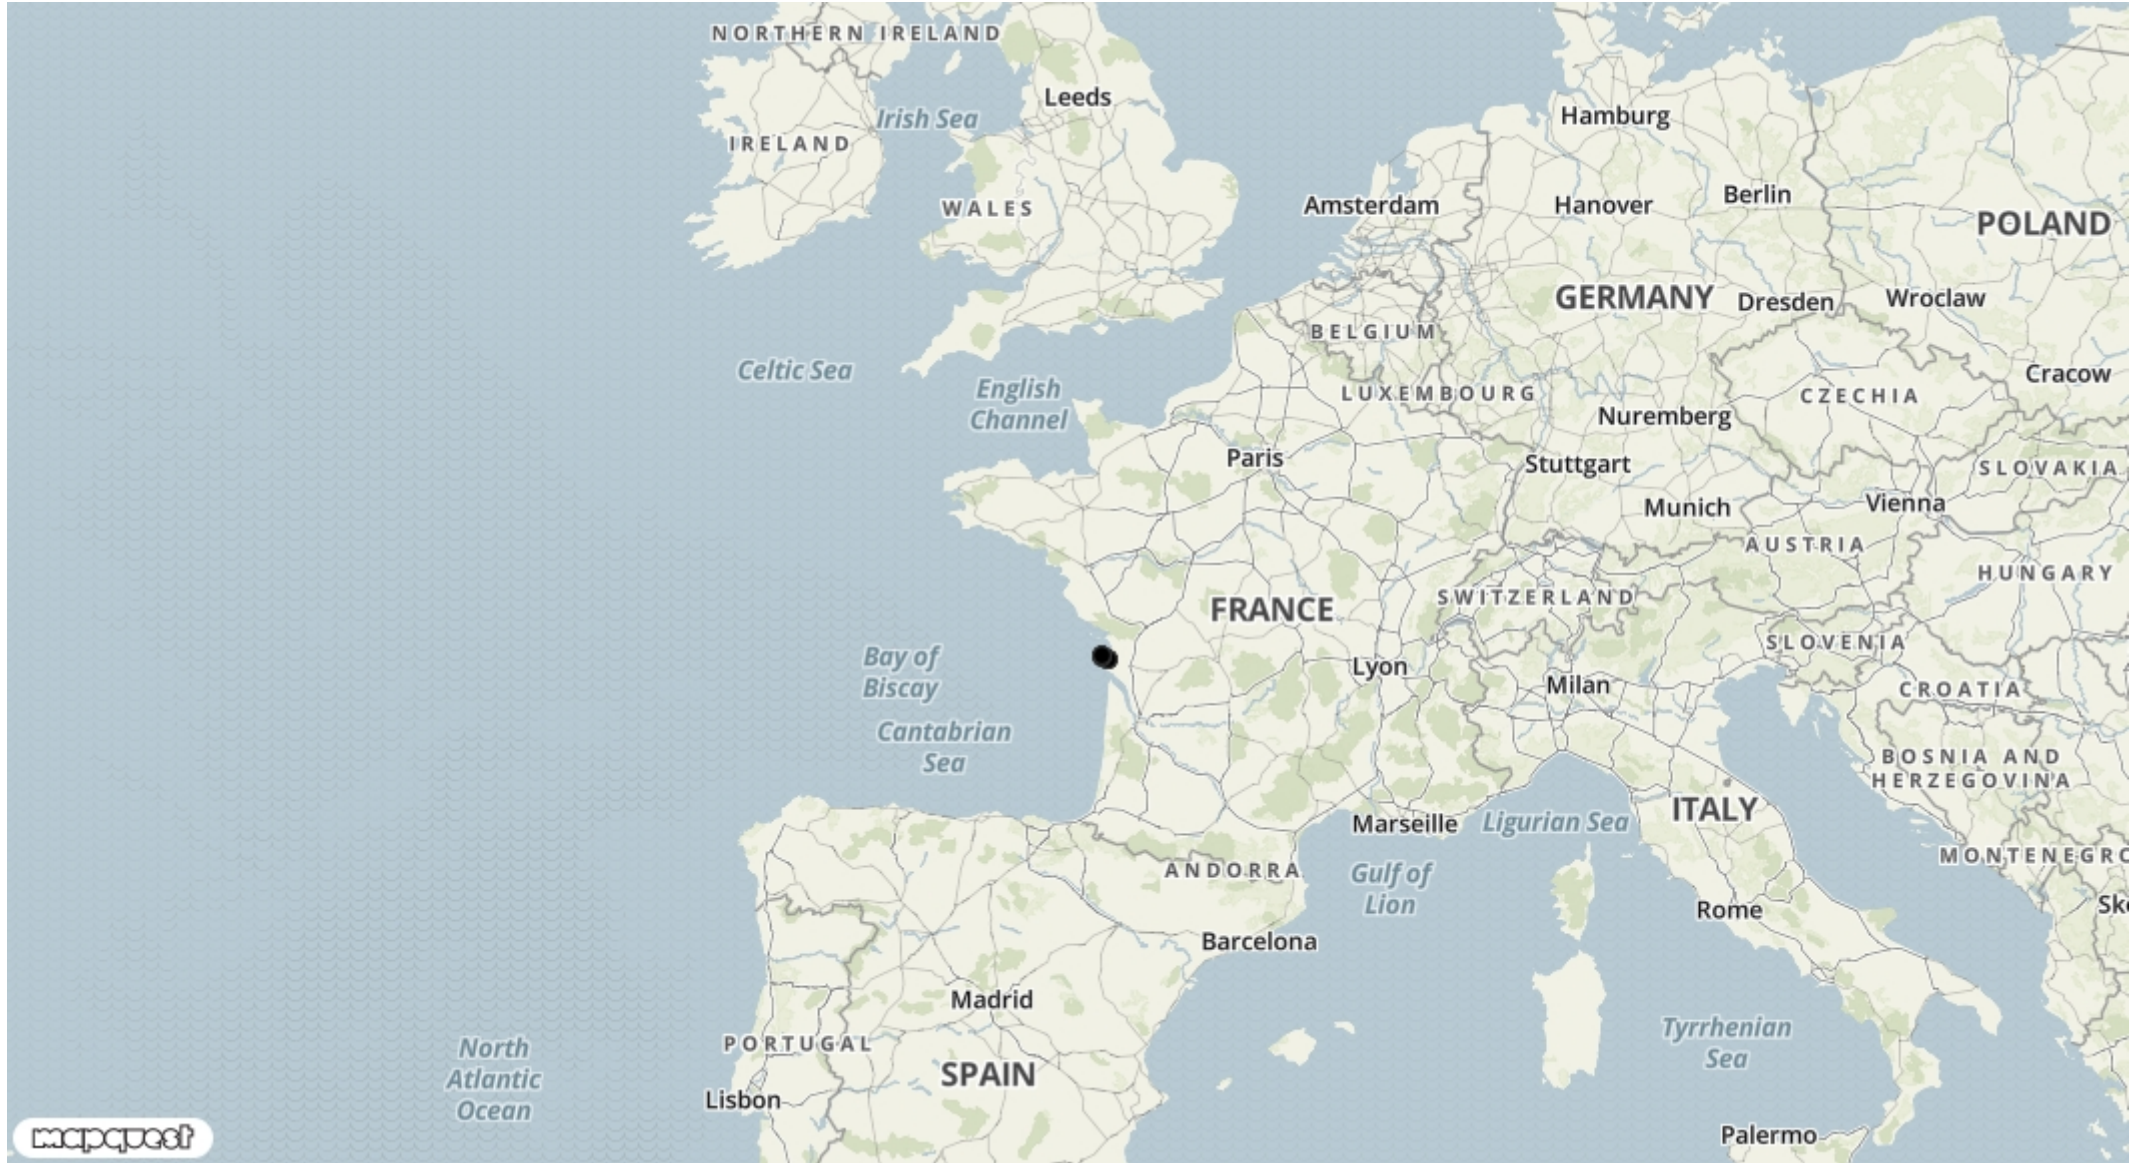 NORTHERN IRELAND
Leeds
Irish Sea
IRELAND
Hamburg
WALES
Amsterdam
Hanover
Berlin
POLAND
GERMANY
Dresden
Wroclaw
BELGIUM
Celtic Sea
English
Channel
LUXEMBOURG
Cracow
CZECHIA
Nuremberg
Paris
Stuttgart
SLOVAKIA
Munich
Vienna
AUSTRIA
HUNGARY
SWITZERLAND
FRANCE
SLOVENIA
Bay of
Biscay
Lyon
Milan
CROATIA
Cantabrian
Sea
BOSNIA AND
HERZEGOVINA
ITALY
Marseille
Ligurian Sea
MONTENEGRO
ANDORRA
Gulf of
Lion
Rome
Sk
Barcelona
Madrid
PORTUGAL
Tyrrhenian
Sea
North
Atlantic
Ocean
SPAIN
Lisbon
Palermo
mapquest